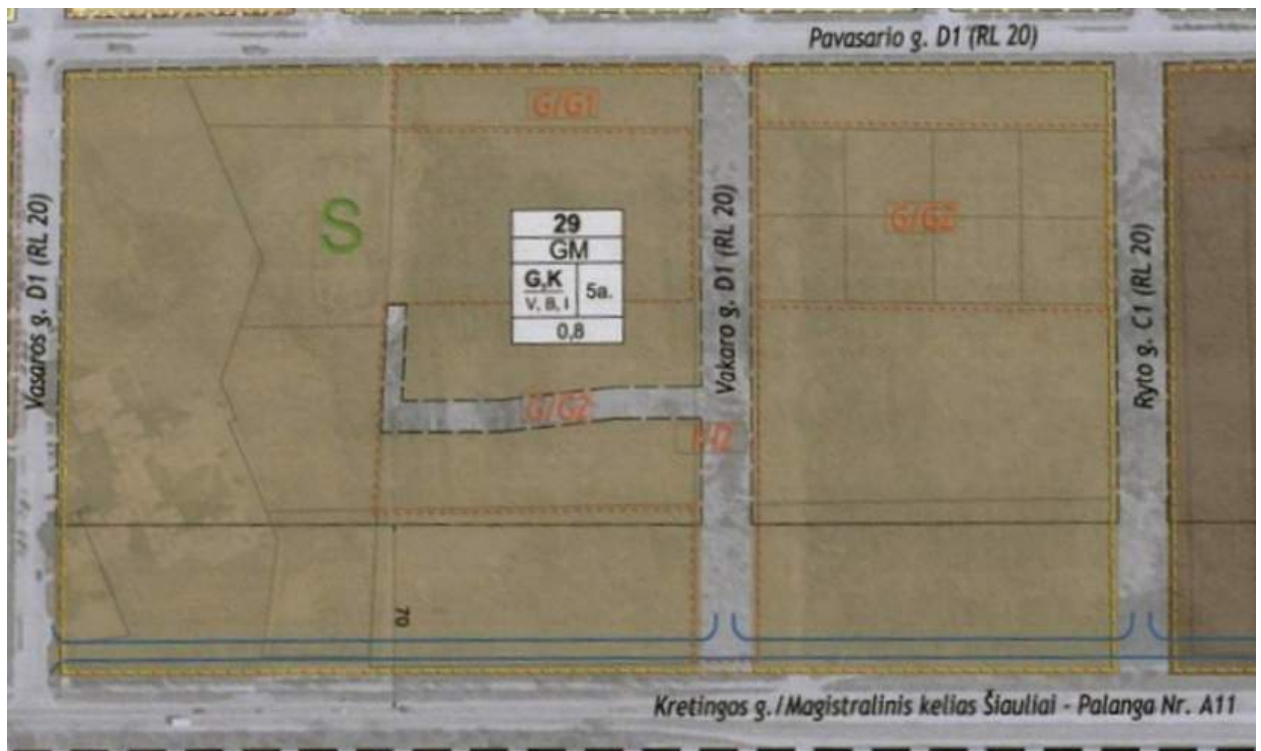 Pavasario g. D1 (RL 20)
G/G1
Vasaros g. D1 (RL 20)
S
29
GM
G,K
V, B, I
5a.
0,8
Vakaro g. D1 (RL 20)
G/G2
Ryto g. C1 (RL 20)
G/G2
70
Kretingos g./Magistralinis kelias Šiauliai - Palanga Nr. A11